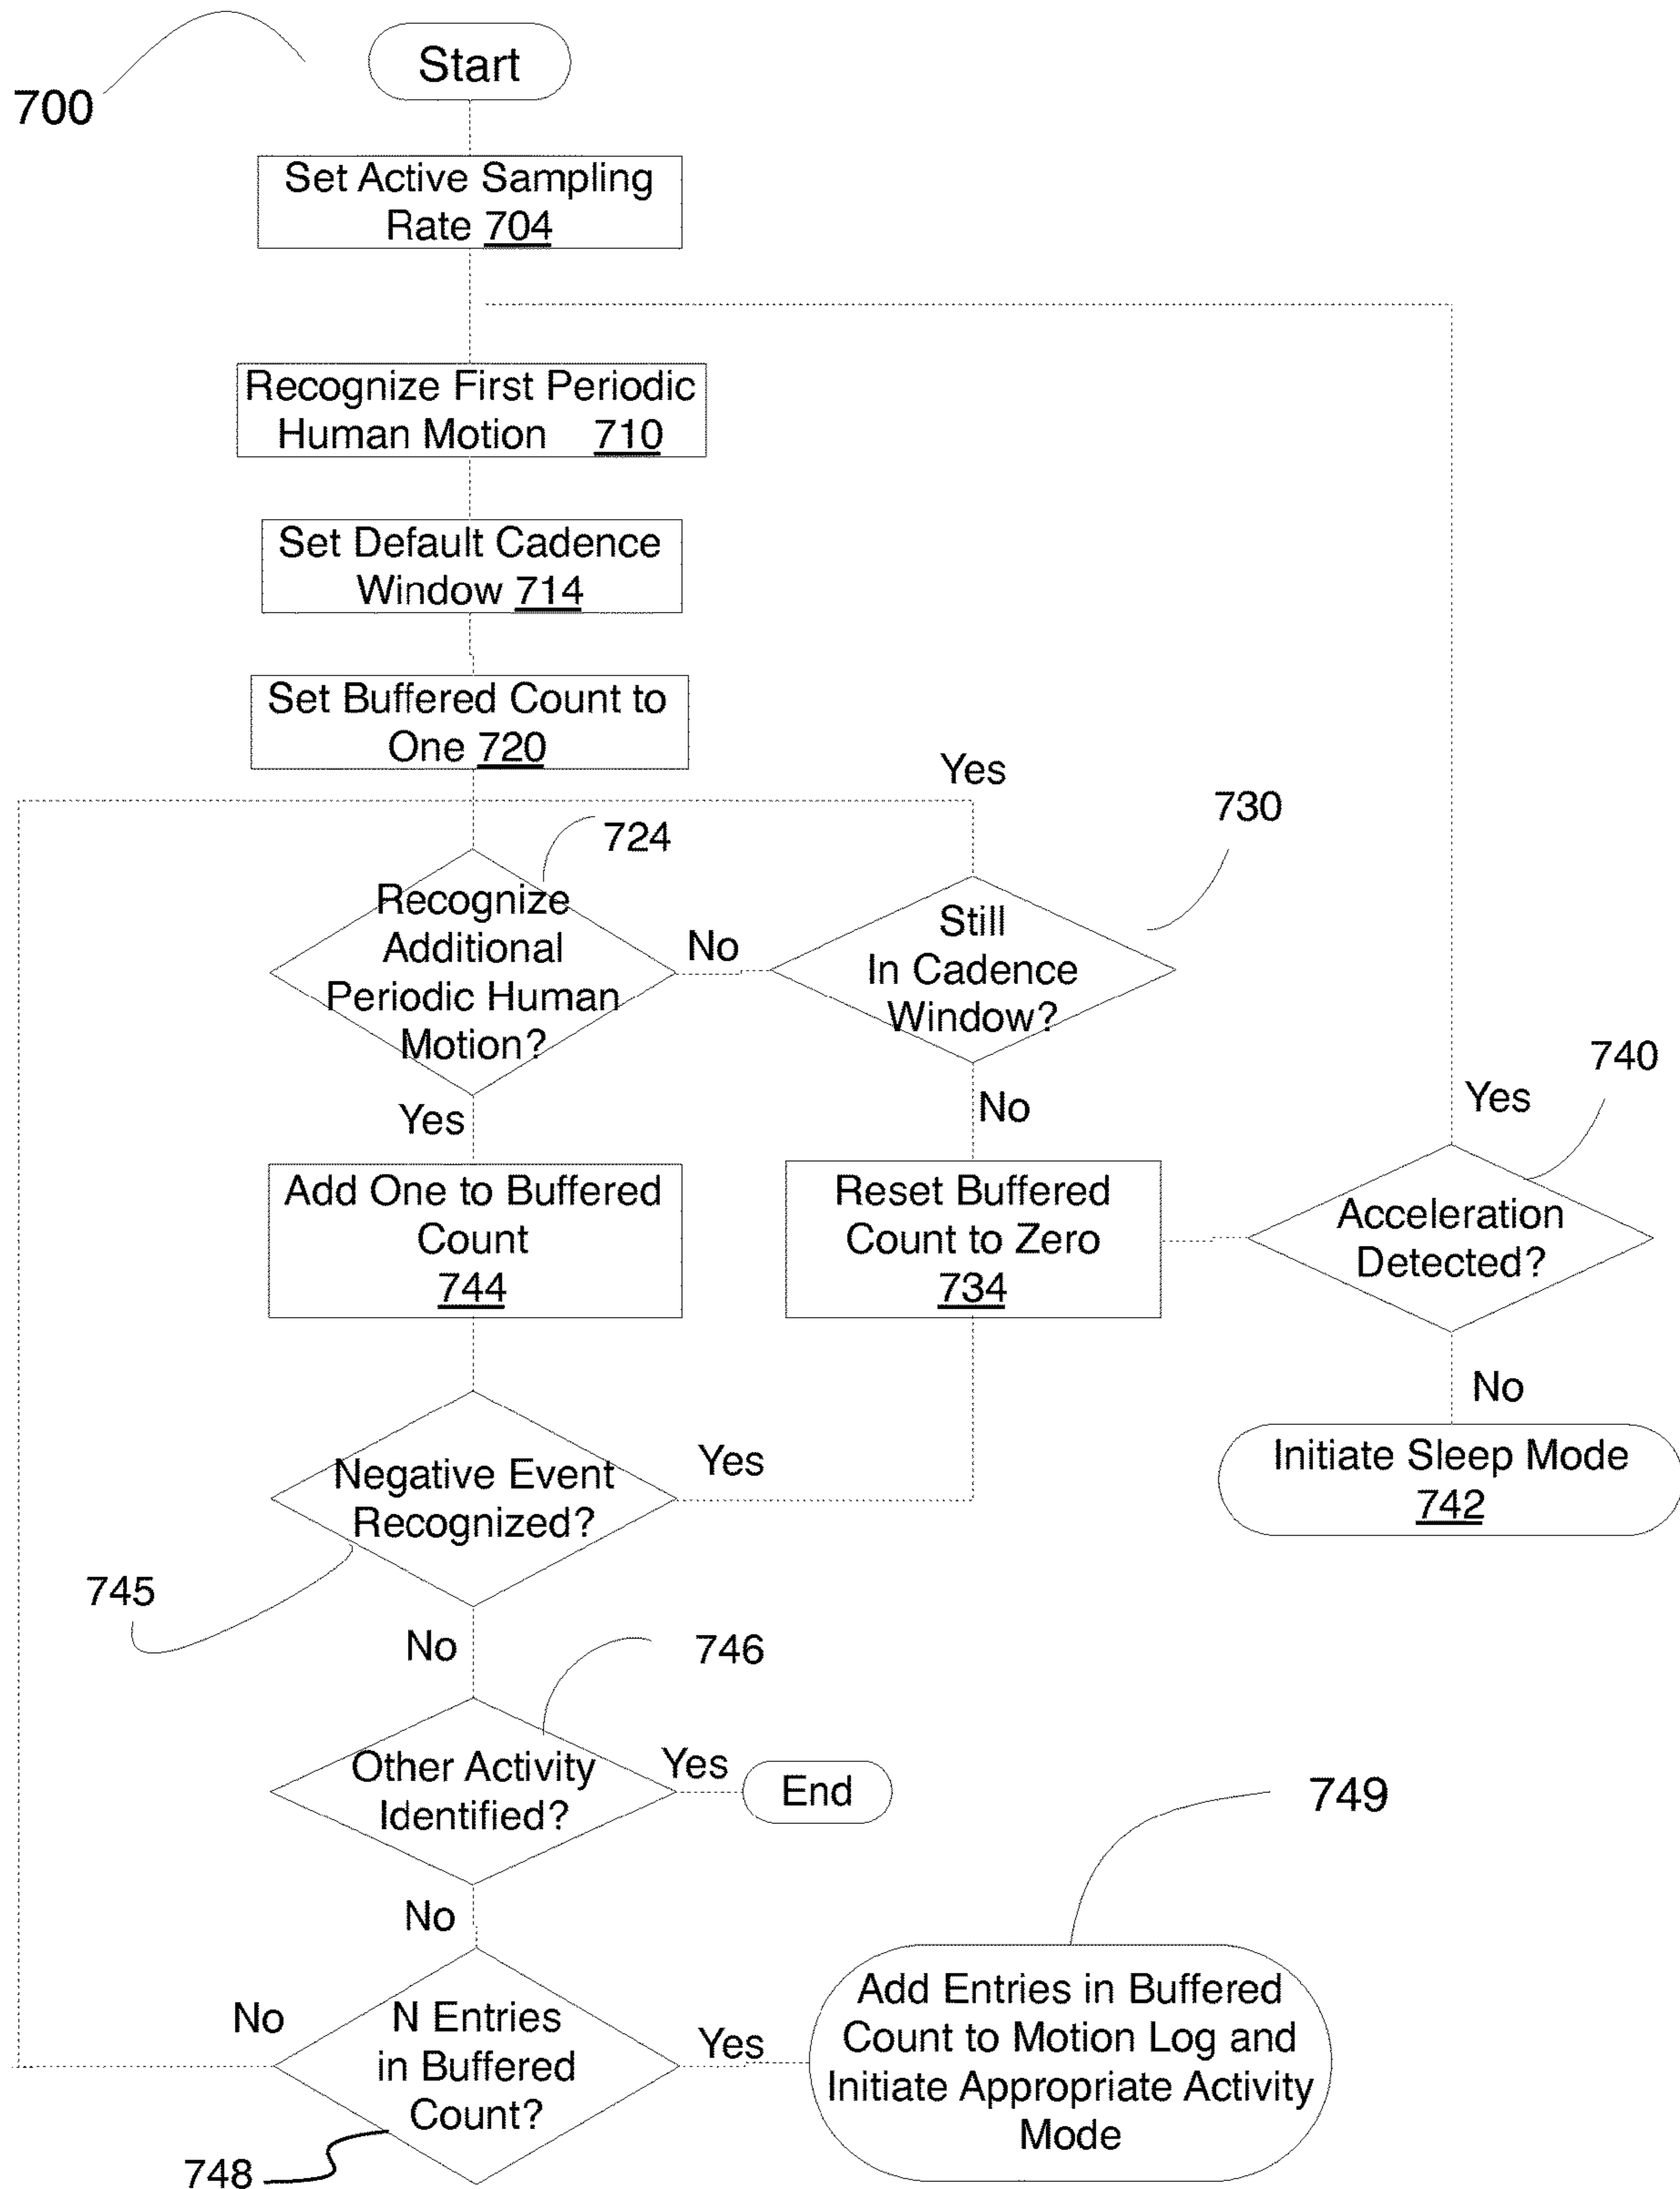 700
Start
Set Active Sampling
Rate 704
Recognize First Periodic
Human Motion 710
Set Default Cadence
Window 714
Set Buffered Count to
One 720
Yes
730
724
Recognize
Additional
Periodic Human
Motion?
No
Still
In Cadence
Window?
740
Yes
Yes
No
Add One to Buffered
Count
744
Reset Buffered
Count to Zero
734
Acceleration
Detected?
No
Negative Event
Recognized?
Yes
Initiate Sleep Mode
742
745
No
746
Other Activity
Identified?
Yes
End
749
No
No
N Entries
in Buffered
Count?
Yes
Add Entries in Buffered
Count to Motion Log and
Initiate Appropriate Activity
Mode
748